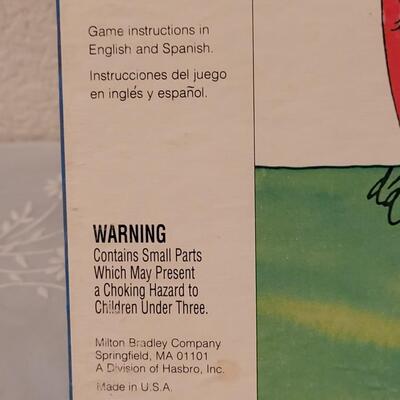 Game instructions in
English and Spanish.
Instrucciones del juego
en inglés y español.
WARNING
Contains Small Parts
Which May Present
a Choking Hazard to
Children Under Three.
Milton Bradley Company
Springfield, MA 01101
A Division of Hasbro, Inc.
Made in U.S.A.